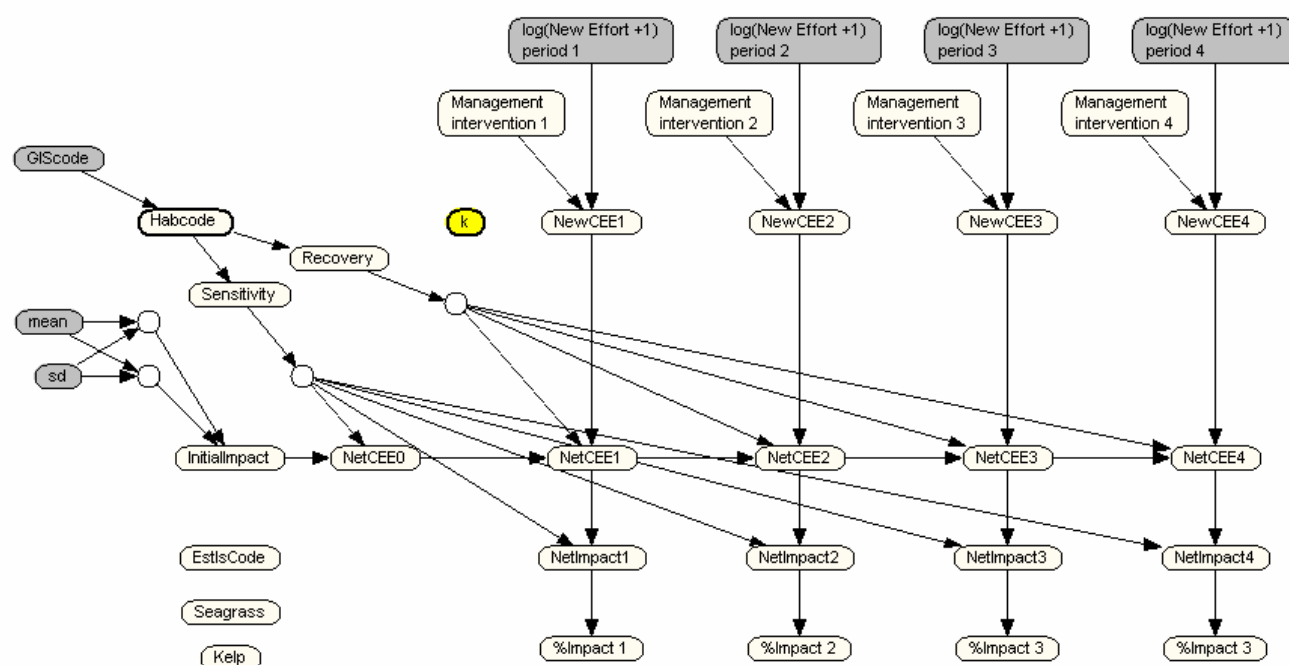 log(New Effort +1)
period 1
log(New Effort +1)
period 2
log(New Effort +1)
period 3
log(New Effort +1)
period 4
Management
intervention 1
Management
intervention 2
Management
intervention 3
Management
intervention 4
GIScode
Habcode
k
NewCEE1
NewCEE2
NewCEE3
NewCEE4
Recovery
Sensitivity
mean
sd
InitialImpact
NetCEE0
NetCEE1
NetCEE2
NetCEE3
NetCEE4
EstIsCode
NetImpact1
NetImpact2
NetImpact3
NetImpact4
Seagrass
Kelp
%Impact 1
%Impact 2
%Impact 3
%Impact 3